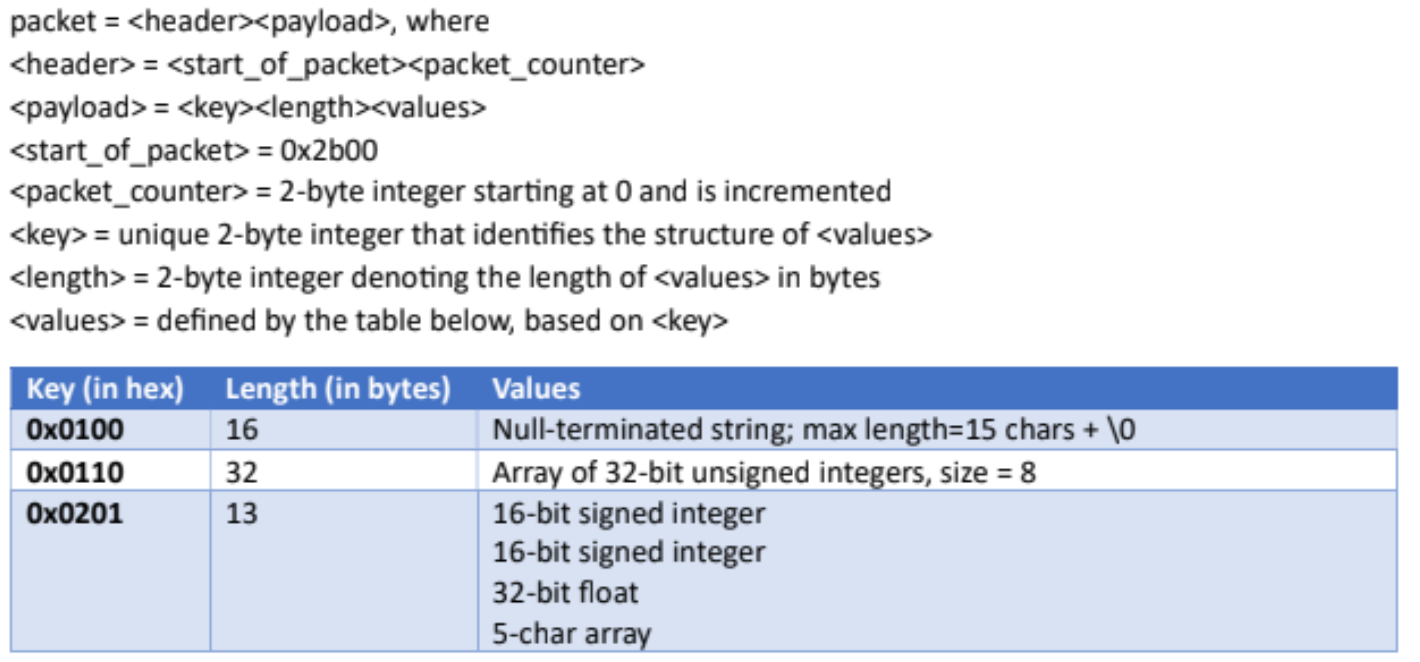 packet = <header><payload>, where
<header> = <start_of_packet><packet_counter>
<payload> = <key><length><values>
<start_of_packet> = 0x2b00
<packet_counter> = 2-byte integer starting at 0 and is incremented
<key> = unique 2-byte integer that identifies the structure of <values>
<length> = 2-byte integer denoting the length of <values> in bytes
<values> = defined by the table below, based on <key>
Key (in hex) Length (in bytes) Values
0x0100 16 Null-terminated string; max length=15 chars + \0
0x0110 32 Array of 32-bit unsigned integers, size = 8
0x0201 13 16-bit signed integer
16-bit signed integer
32-bit float
5-char array